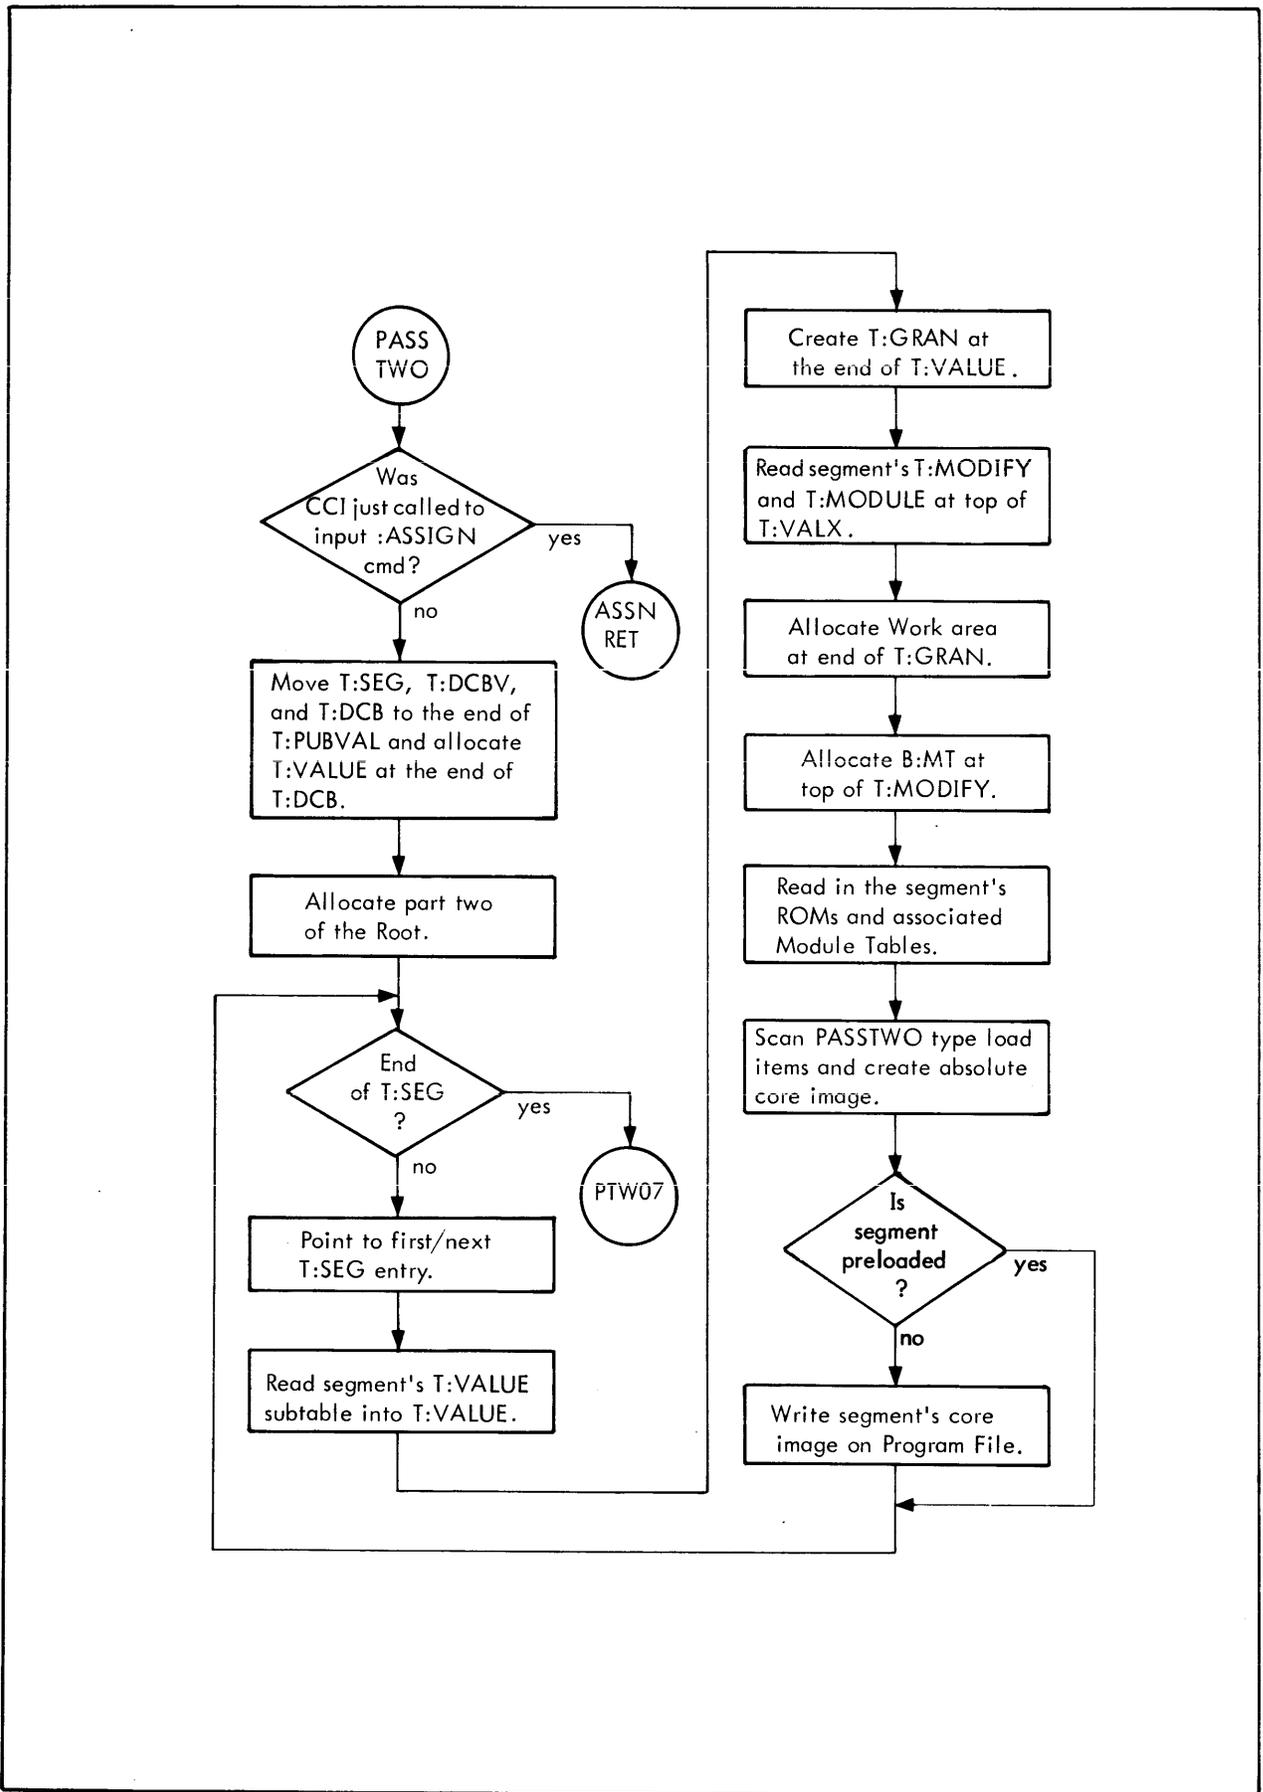 PASS
TWO
Was
CCI just called to
input :ASSIGN
cmd?
yes
ASSN
RET
no
Move T:SEG, T:DCBV,
and T:DCB to the end of
T:PUBVAL and allocate
T:VALUE at the end of
T:DCB.
Allocate part two
of the Root.
End
of T:SEG
?
yes
PTW07
no
Point to first/next
T:SEG entry.
Read segment's T:VALUE
subtable into T:VALUE.
Create T:GRAN at
the end of T:VALUE.
Read segment's T:MODIFY
and T:MODULE at top of
T:VALX.
Allocate Work area
at end of T:GRAN.
Allocate B:MT at
top of T:MODIFY.
Read in the segment's
ROMs and associated
Module Tables.
Scan PASSTWO type load
items and create absolute
core image.
Is
segment
preloaded
?
yes
no
Write segment's core
image on Program File.